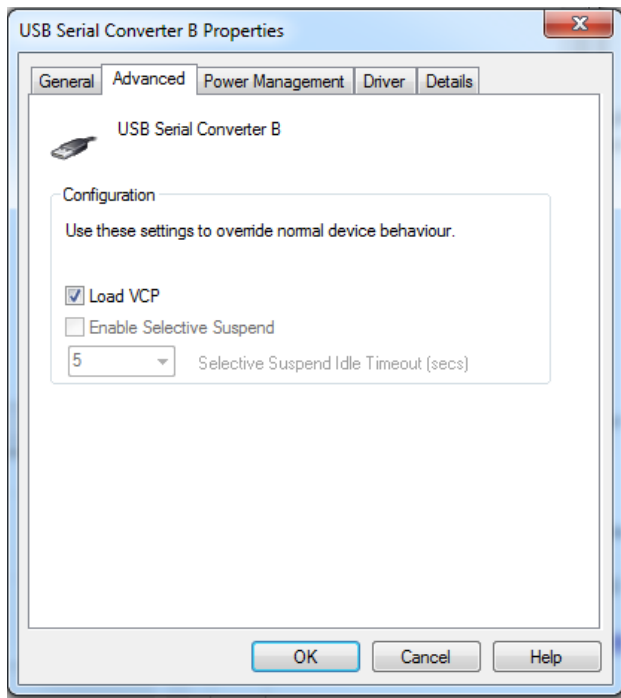 USB Serial Converter B Properties
General Advanced Power Management Driver Details
USB Serial Converter B
Configuration
Use these settings to override normal device behaviour.
Load VCP
Enable Selective Suspend
5 Selective Suspend Idle Timeout (secs)
OK Cancel Help